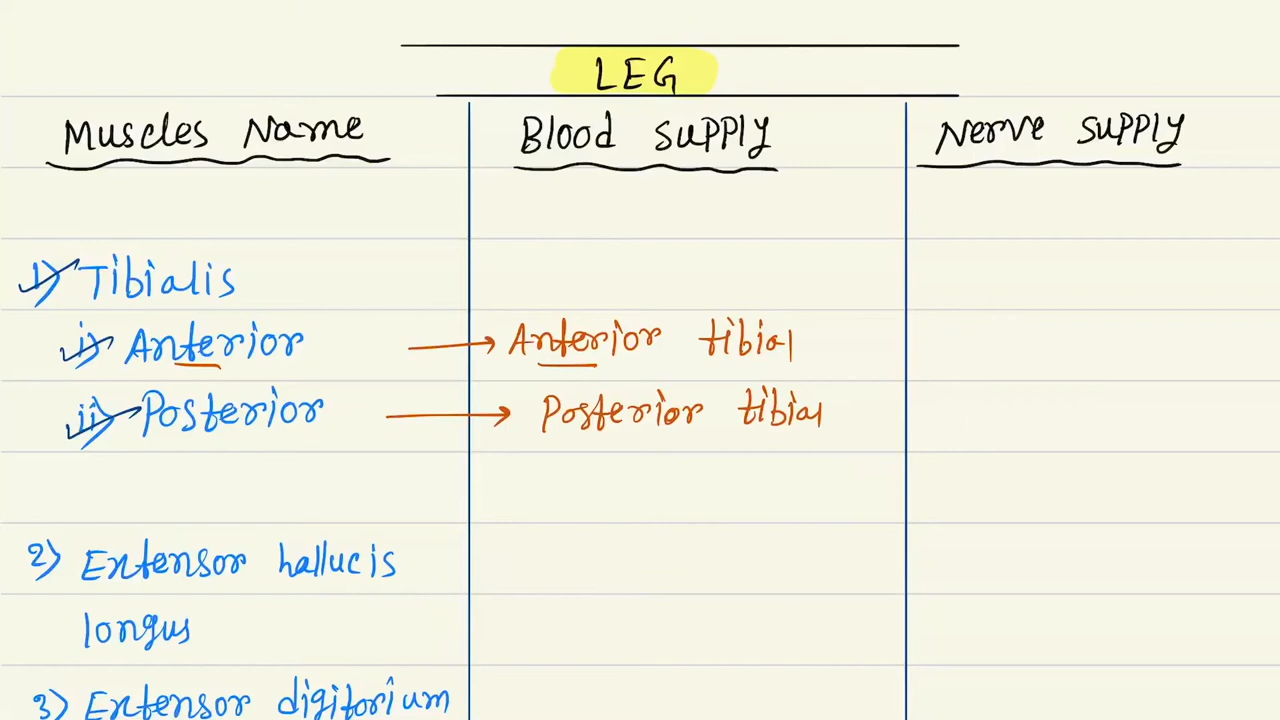 LEG
Muscles Name Blood Supply Nerve Supply
1) Tibialis
i) Anterior → Anterior tibial
ii) Posterior → Posterior tibial
2) Extensor hallucis
longus
3) Extensor digitorium